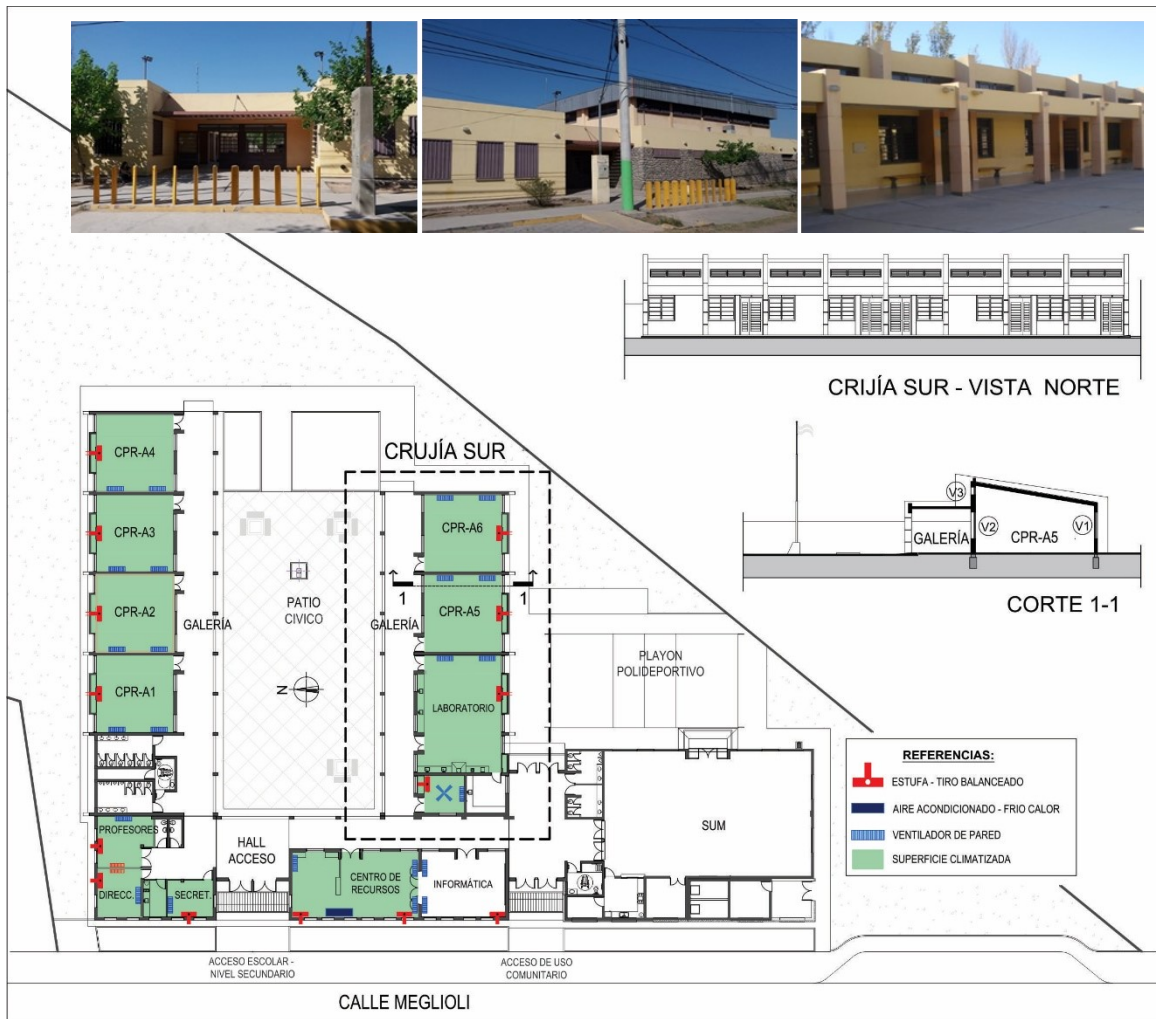 CRIJÍA SUR - VISTA NORTE
CRUJÍA SUR
V3
V2
V1
GALERÍA
CPR-A5
CORTE 1-1
CPR-A4
CPR-A3
CPR-A2
CPR-A1
GALERÍA
PATIO
CIVICO
N
GALERÍA
CPR-A6
1
1
CPR-A5
LABORATORIO
PLAYON
POLIDEPORTIVO
PROFESORES
DIRECC.
SECRET.
HALL
ACCESO
CENTRO DE
RECURSOS
INFORMÁTICA
SUM
REFERENCIAS:
ESTUFA - TIRO BALANCEADO
AIRE ACONDICIONADO - FRIO CALOR
VENTILADOR DE PARED
SUPERFICIE CLIMATIZADA
ACCESO ESCOLAR -
NIVEL SECUNDARIO
ACCESO DE USO
COMUNITARIO
CALLE MEGLIOLI